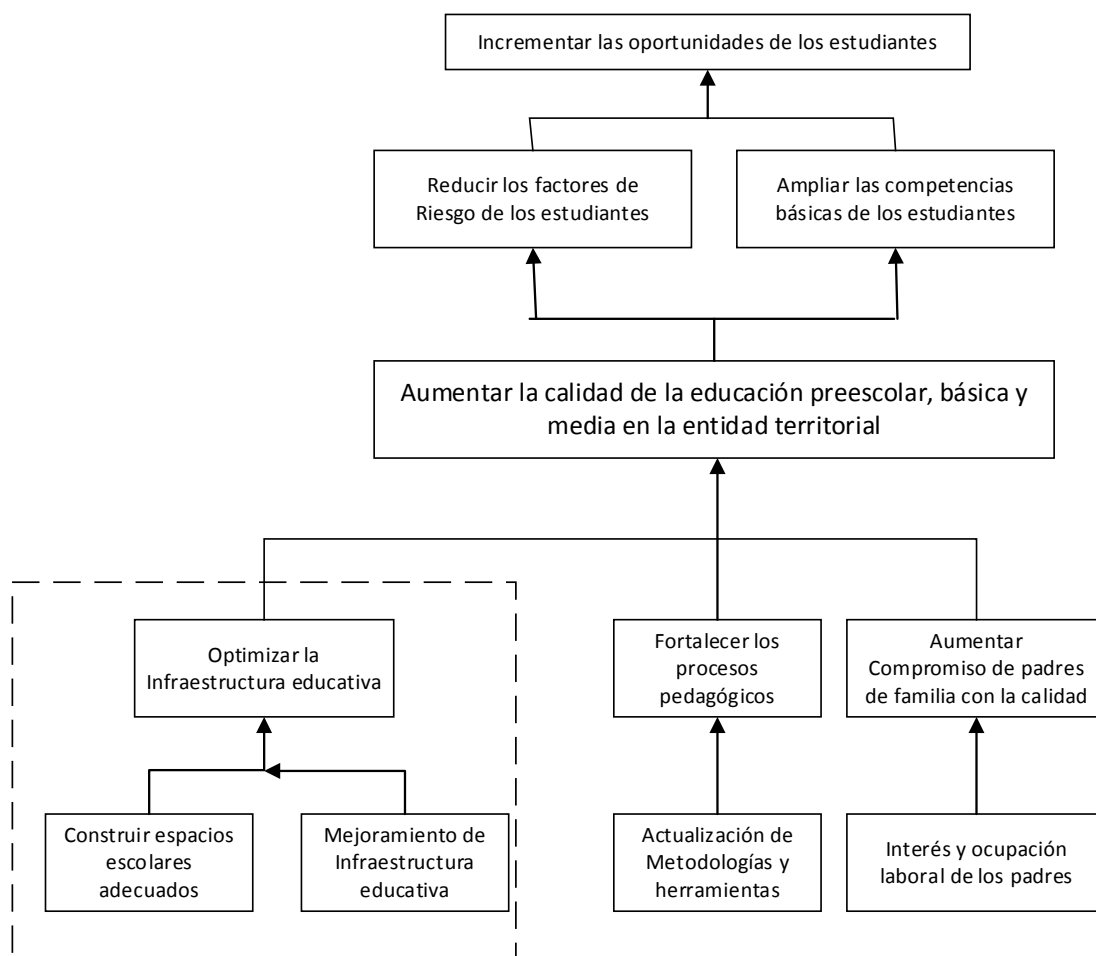 Incrementar las oportunidades de los estudiantes
Reducir los factores de
Riesgo de los estudiantes
Ampliar las competencias
básicas de los estudiantes
Aumentar la calidad de la educación preescolar, básica y
media en la entidad territorial
Optimizar la
Infraestructura educativa
Fortalecer los
procesos
pedagógicos
Aumentar
Compromiso de padres
de familia con la calidad
Construir espacios
escolares
adecuados
Mejoramiento de
Infraestructura
educativa
Actualización de
Metodologías y
herramientas
Interés y ocupación
laboral de los padres